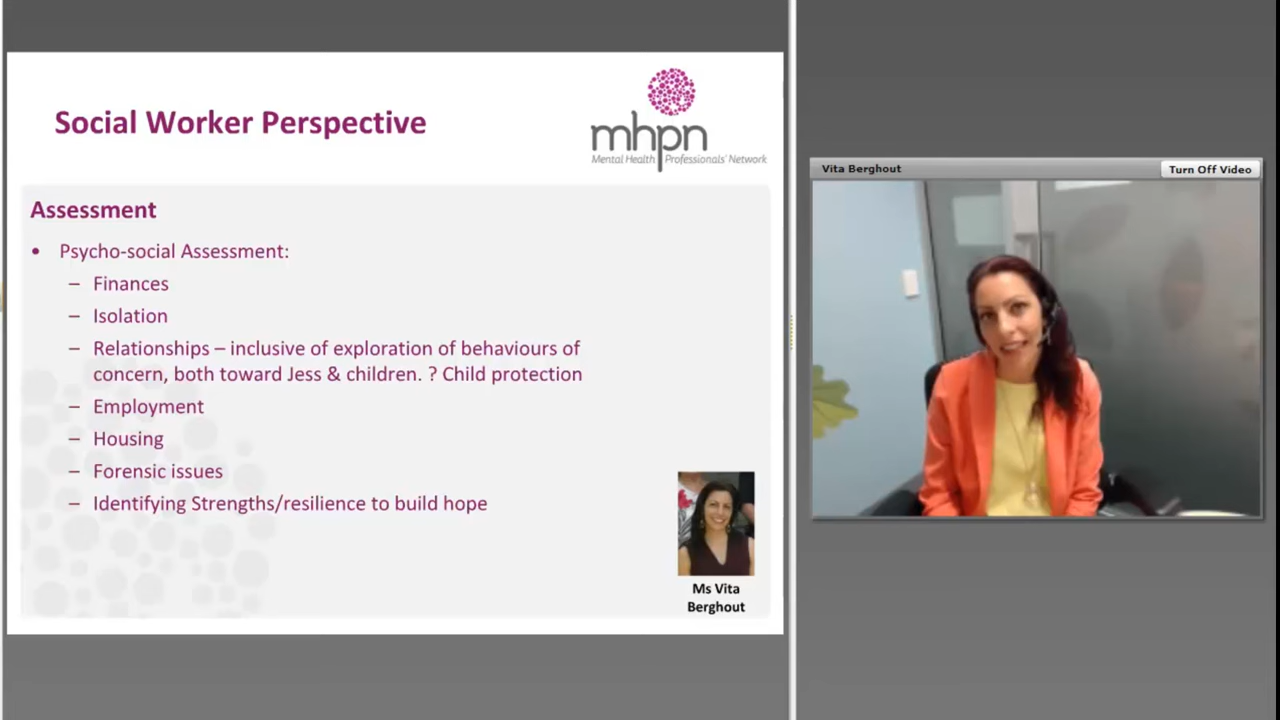 Social Worker Perspective
mhpn
Mental Health Professionals' Network
Assessment
• Psycho-social Assessment:
– Finances
– Isolation
– Relationships – inclusive of exploration of behaviours of
concern, both toward Jess & children. ? Child protection
– Employment
– Housing
– Forensic issues
– Identifying Strengths/resilience to build hope
Ms Vita
Berghout
Vita Berghout
Turn Off Video